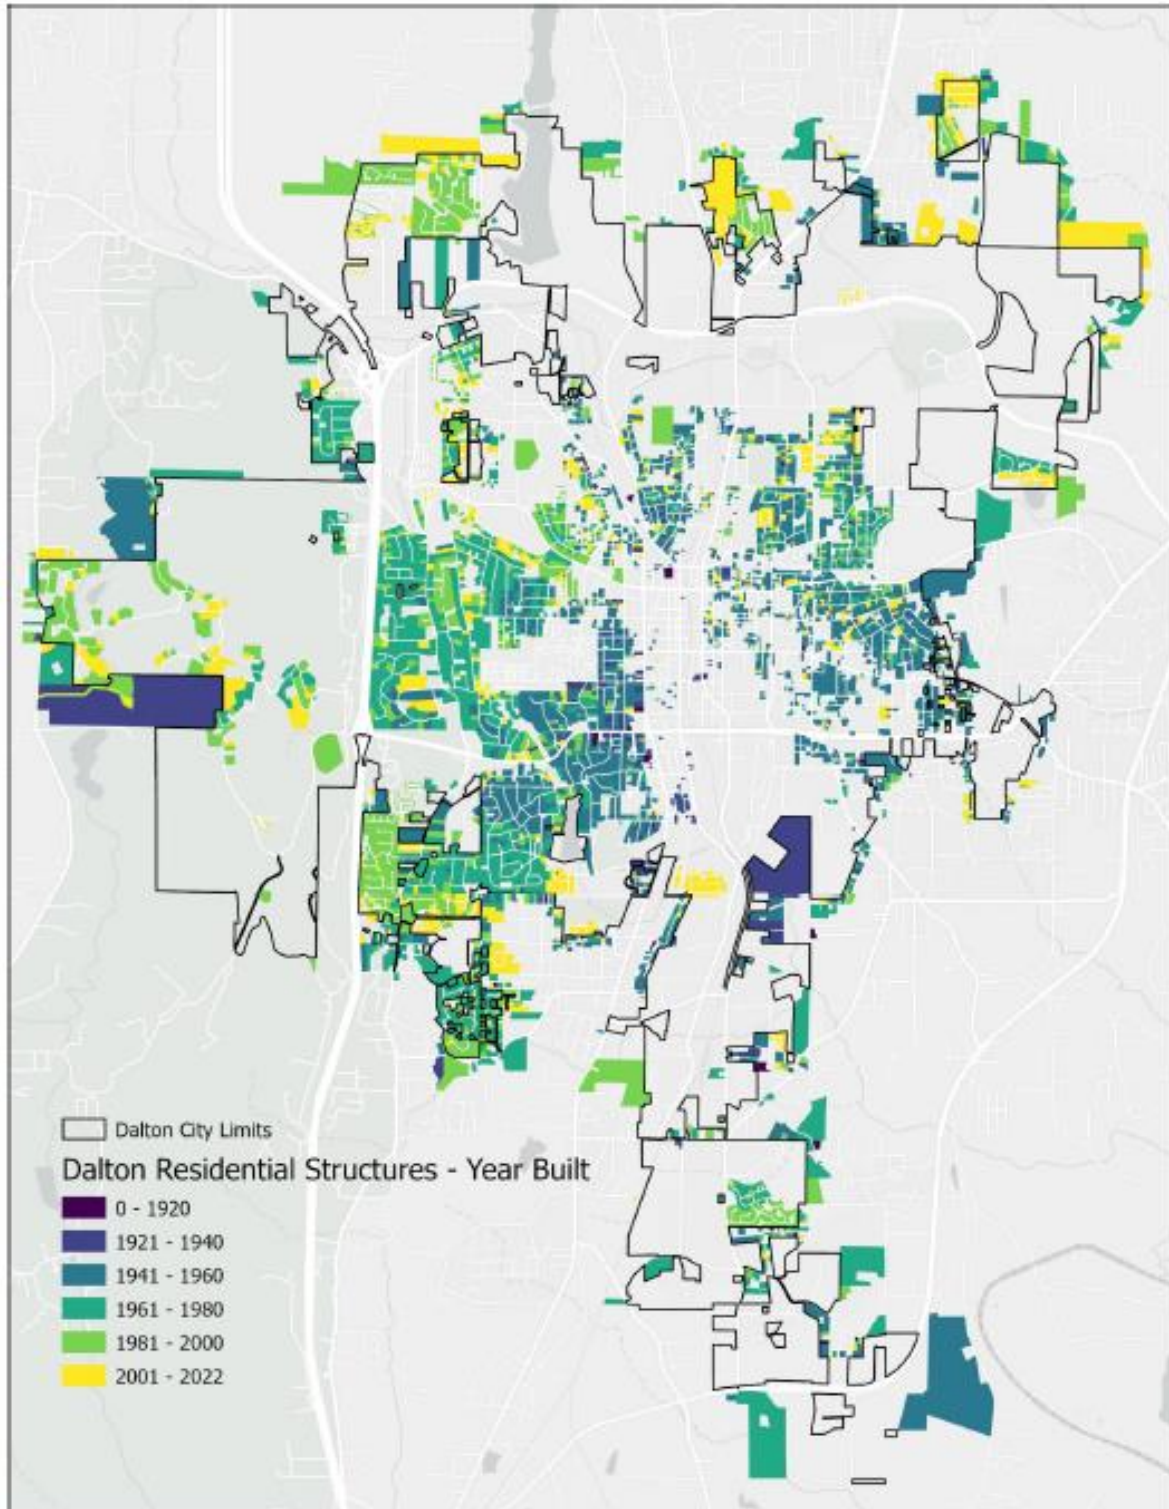 Dalton City Limits
Dalton Residential Structures - Year Built
0 - 1920
1921 - 1940
1941 - 1960
1961 - 1980
1981 - 2000
2001 - 2022